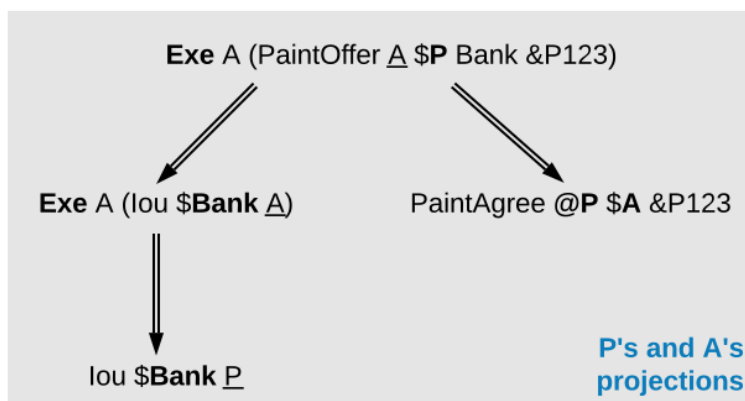 Exe A (PaintOffer A $P Bank &P123)
Exe A (Iou $Bank A)
PaintAgree @P $A &P123
Iou $Bank P
P's and A's
projections